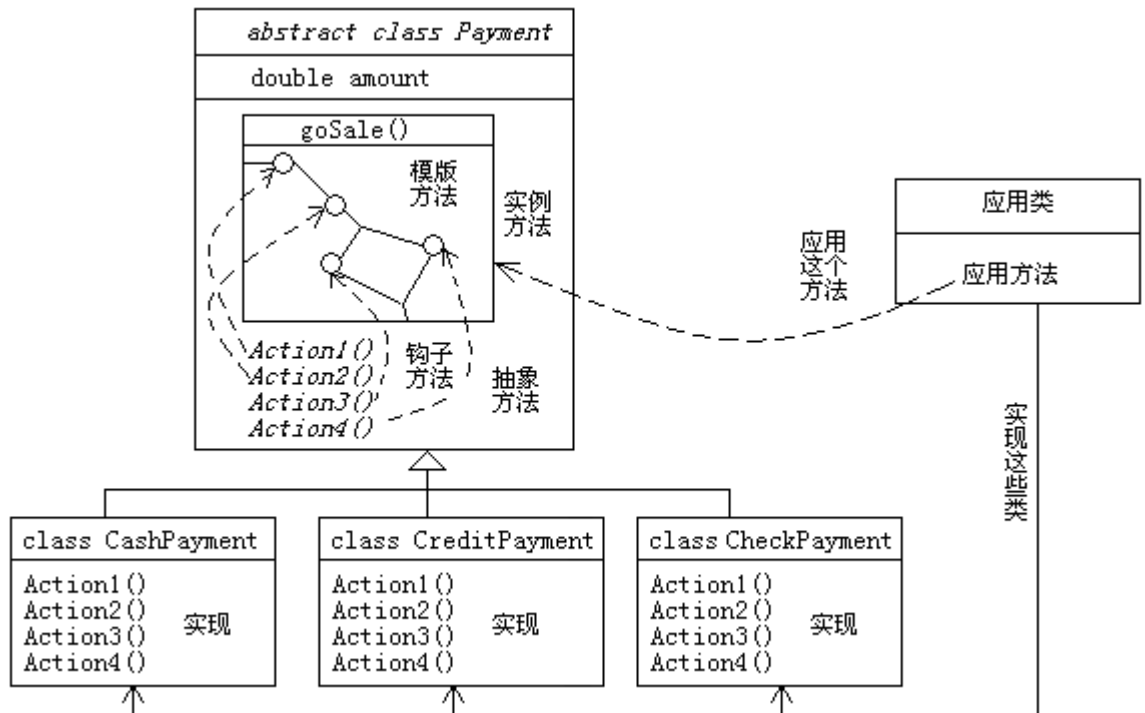 abstract class Payment
double amount
goSale()
模版
方法
实例
方法
应用类
应用
这个
方法
应用方法
Action1()
Action2()
Action3()
Action4()
钩子
方法
抽象
方法
实现这些类
class CashPayment
Action1()
Action2()
Action3()
Action4()
实现
class CreditPayment
Action1()
Action2()
Action3()
Action4()
实现
class CheckPayment
Action1()
Action2()
Action3()
Action4()
实现